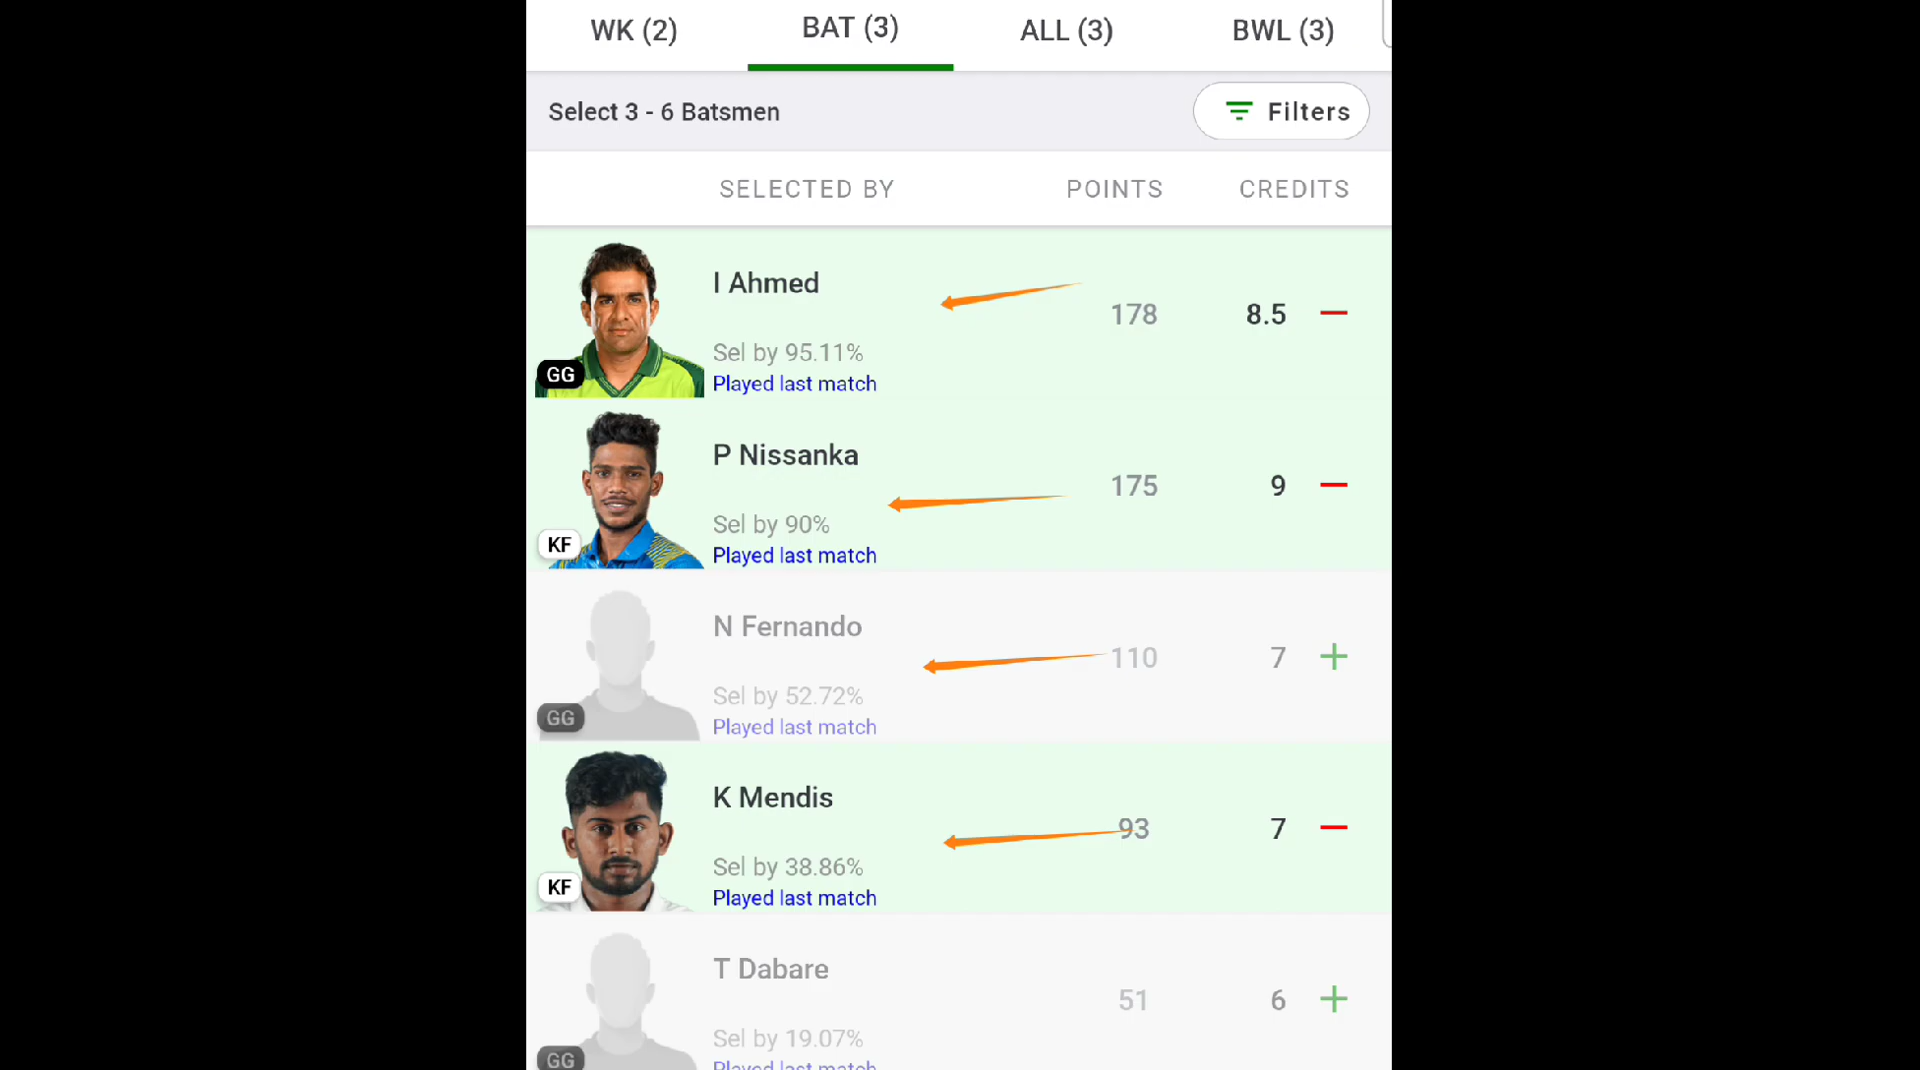 WK (2) BAT (3) ALL (3) BWL (3)
Select 3 - 6 Batsmen Filters
SELECTED BY POINTS CREDITS
I Ahmed
178 8.5
Sel by 95.11%
GG
Played last match
P Nissanka
175 9
Sel by 90%
KF
Played last match
N Fernando
110 7
Sel by 52.72%
GG
Played last match
K Mendis
93 7
Sel by 38.86%
KF
Played last match
T Dabare
51 6
Sel by 19.07%
GG
Played last match